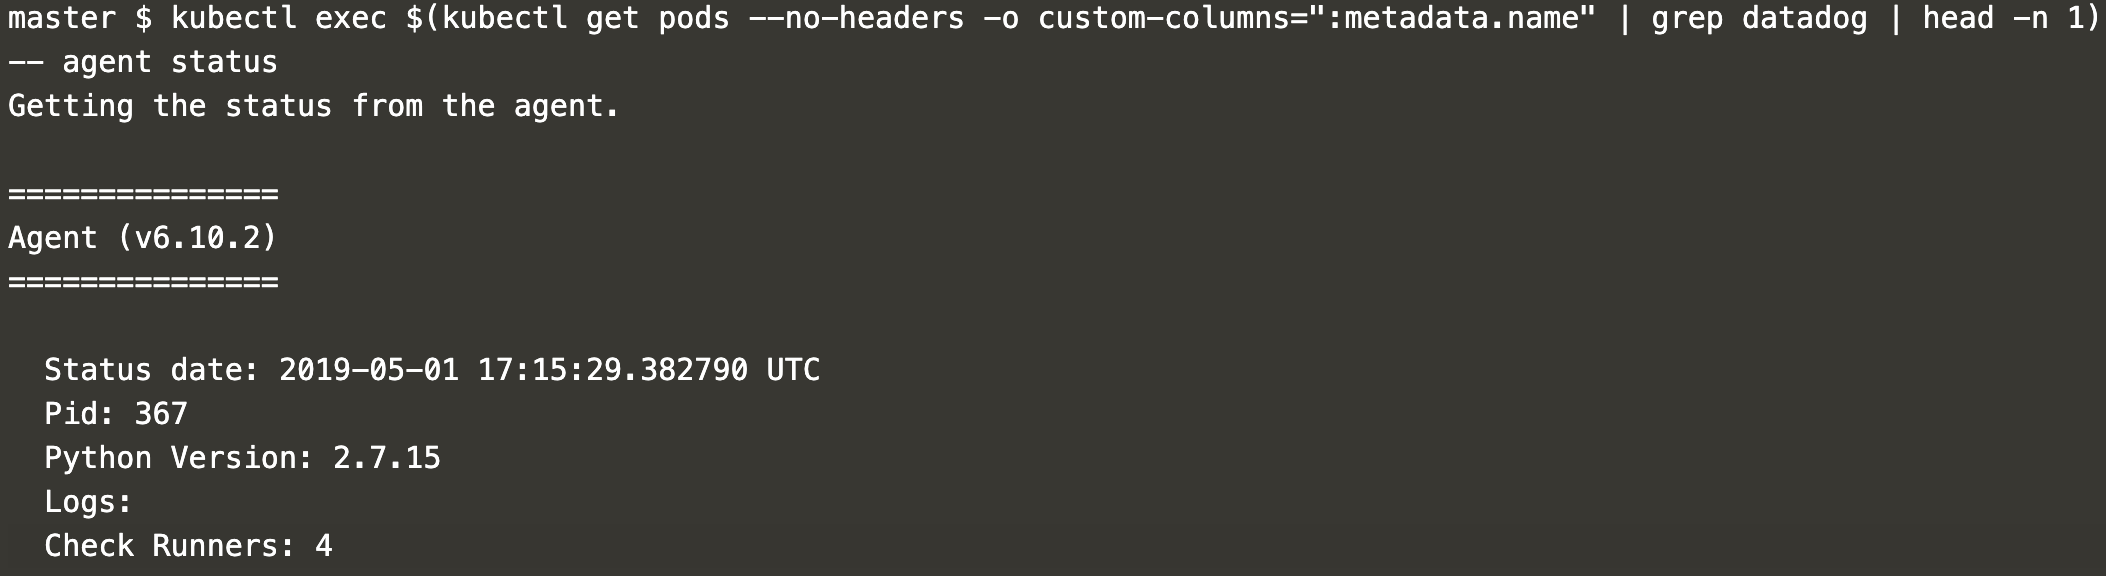 master $ kubectl exec $(kubectl get pods --no-headers -o custom-columns=":metadata.name" | grep datadog | head -n 1)
-- agent status
Getting the status from the agent.
===============
Agent (v6.10.2)
===============
Status date: 2019-05-01 17:15:29.382790 UTC
Pid: 367
Python Version: 2.7.15
Logs:
Check Runners: 4